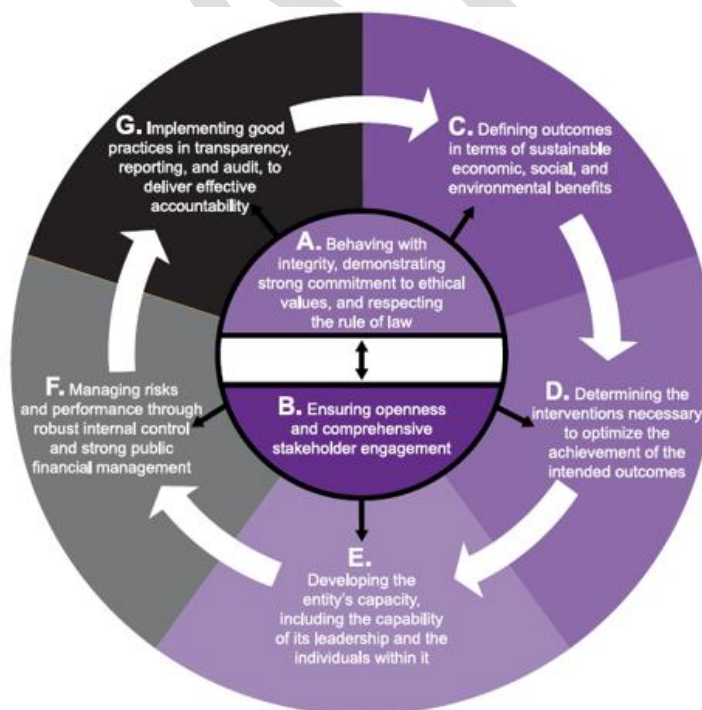 A. Behaving with
integrity, demonstrating
strong commitment to ethical
values, and respecting
the rule of law
B. Ensuring openness
and comprehensive
stakeholder engagement
C. Defining outcomes
in terms of sustainable
economic, social, and
environmental benefits
D. Determining the
interventions necessary
to optimize the
achievement of the
intended outcomes
E.
Developing the
entity's capacity,
including the capability
of its leadership and the
individuals within it
F. Managing risks
and performance through
robust internal control
and strong public
financial management
G. Implementing good
practices in transparency,
reporting, and audit, to
deliver effective
accountability